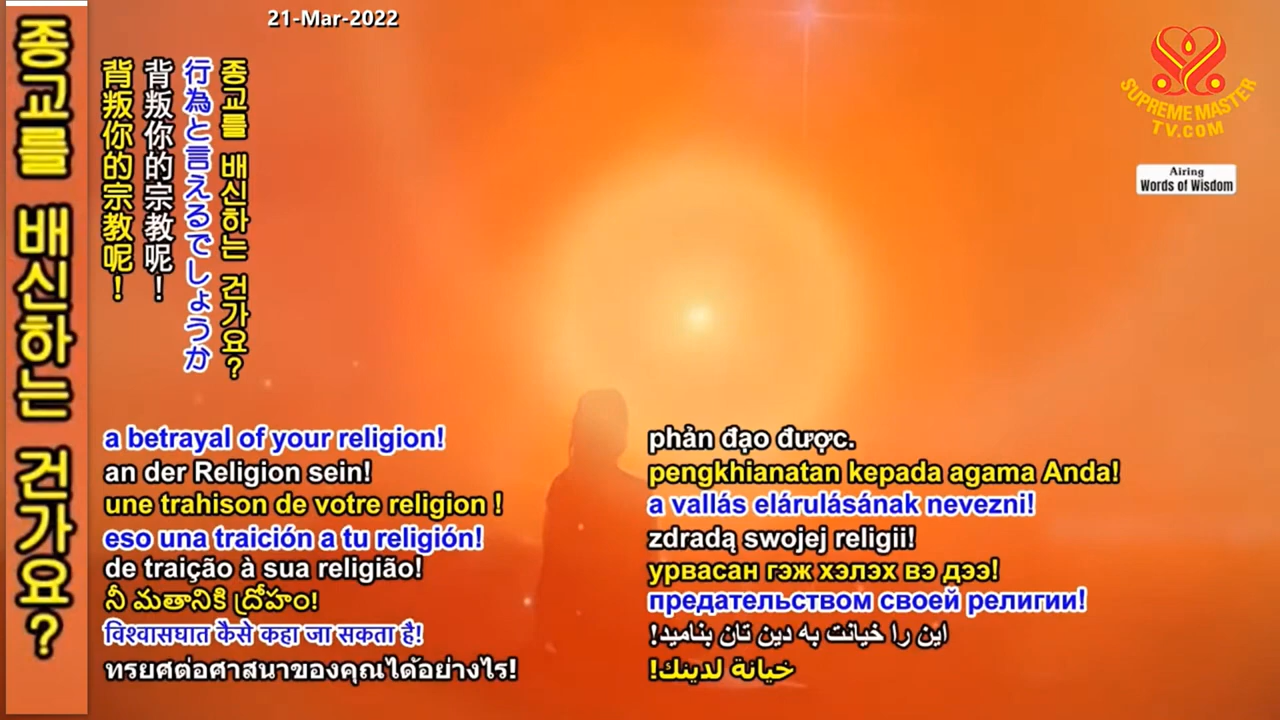 21-Mar-2022
종교를 배신하는 건가요?
背叛你的宗教呢！
背叛你的宗教呢！
行為と言えるでしょうか
종교를 배신하는 건가요?
SUPREME MASTER
TV.COM
Airing
Words of Wisdom
a betrayal of your religion!
an der Religion sein!
une trahison de votre religion !
eso una traición a tu religión!
de traição à sua religião!
నీ మతానికి ద్రోహం!
विश्वासघात कैसे कहा जा सकता है!
ทรยศต่อศาสนาของคุณได้อย่างไร!
phản đạo được.
pengkhianatan kepada agama Anda!
a vallás elárulásának nevezni!
zdradą swojej religii!
урвасан гэж хэлэх вэ дээ!
предательством своей религии!
این را خیانت به دین تان بنامید!
خيانة لدينك!